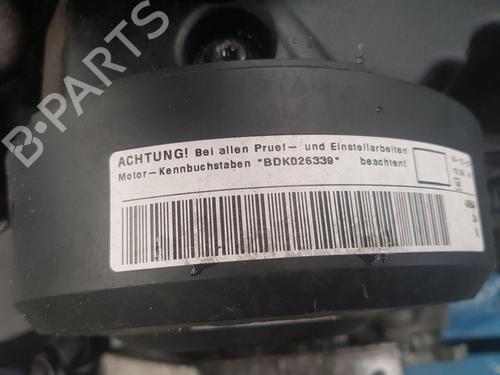 B-PARTS
ACHTUNG! Bei allen Pruef- und Einstellarbeiten
Motor-Kennbuchstaben *BDK026339* beachten!